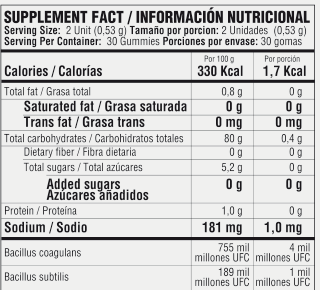 SUPPLEMENT FACT / INFORMACIÓN NUTRICIONAL
Serving Size: 2 Unit (0,53 g) Tamaño por porcion: 2 Unidades (0,53 g)
Serving Per Container: 30 Gummies Porciones por envase: 30 gomas
Por 100 g Por porción
Calories / Calorías 330 Kcal 1,7 Kcal
Total fat / Grasa total 0,8 g 0 g
Saturated fat / Grasa saturada 0 g 0 g
Trans fat / Grasa trans 0 mg 0 mg
Total carbohydrates / Carbohidratos totales 80 g 0,4 g
Dietary fiber / Fibra dietaria 0 g 0 g
Total sugars / Total azúcares 5,2 g 0 g
Added sugars 0 g 0 g
Azúcares añadidos
Protein / Proteína 1,0 g 0 g
Sodium / Sodio 181 mg 1,0 mg
Bacillus coagulans 755 mil millones UFC 4 mil millones UFC
Bacillus subtilis 189 mil millones UFC 1 mil millones UFC